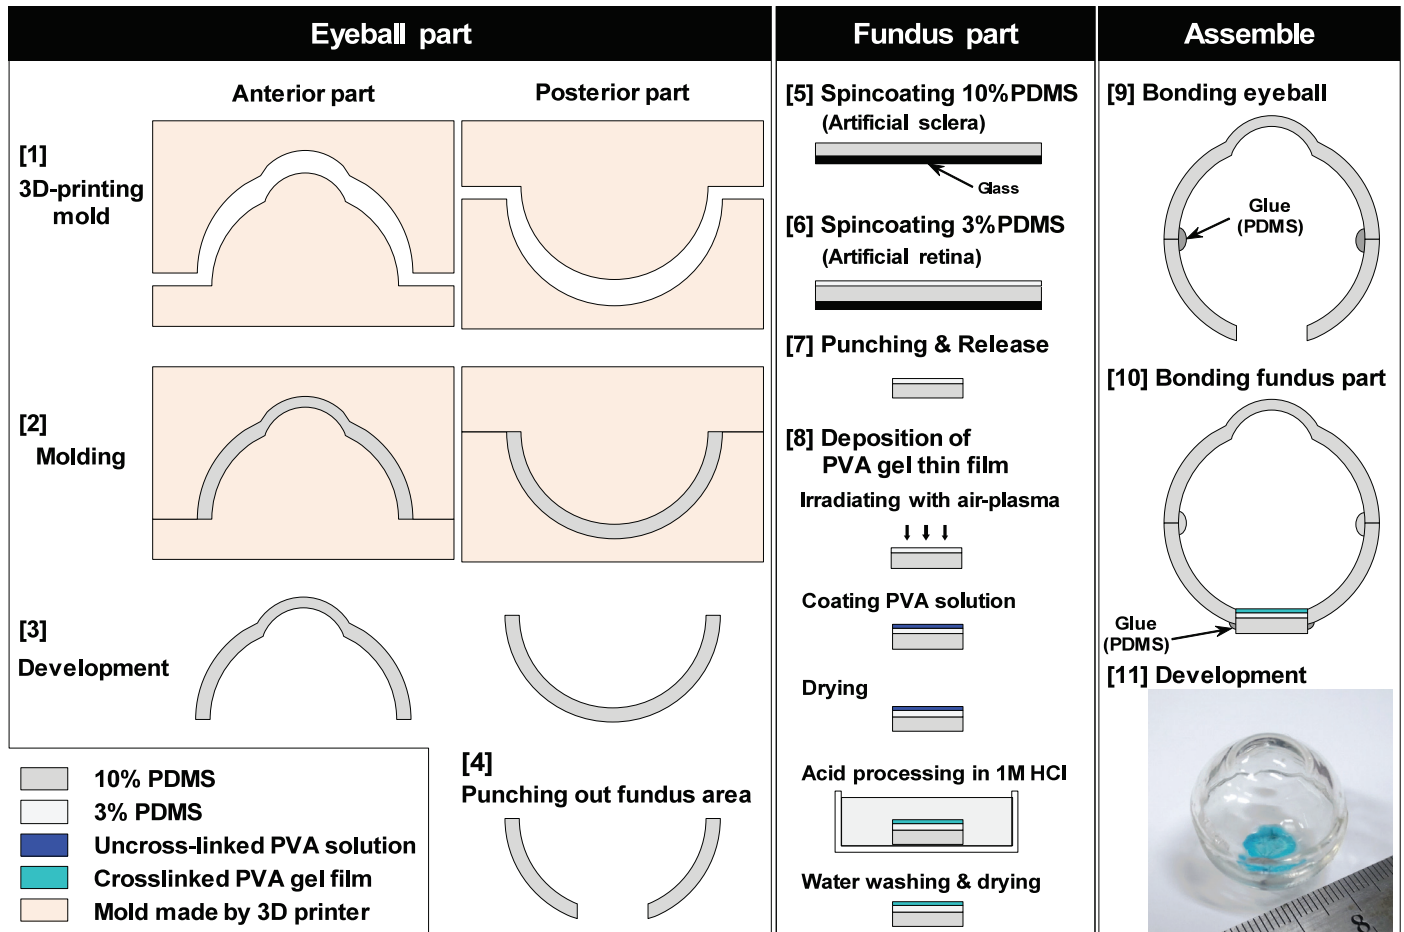 Eyeball part
Anterior part
Posterior part
[1]
3D-printing
mold
[2]
Molding
[3]
Development
[4]
Punching out fundus area
10% PDMS
3% PDMS
Uncross-linked PVA solution
Crosslinked PVA gel film
Mold made by 3D printer
Fundus part
[5] Spincoating 10%PDMS
(Artificial sclera)
Glass
[6] Spincoating 3%PDMS
(Artificial retina)
[7] Punching & Release
[8] Deposition of
PVA gel thin film
Irradiating with air-plasma
Coating PVA solution
Drying
Acid processing in 1M HCl
Water washing & drying
Assemble
[9] Bonding eyeball
Glue
(PDMS)
[10] Bonding fundus part
Glue
(PDMS)
[11] Development
8